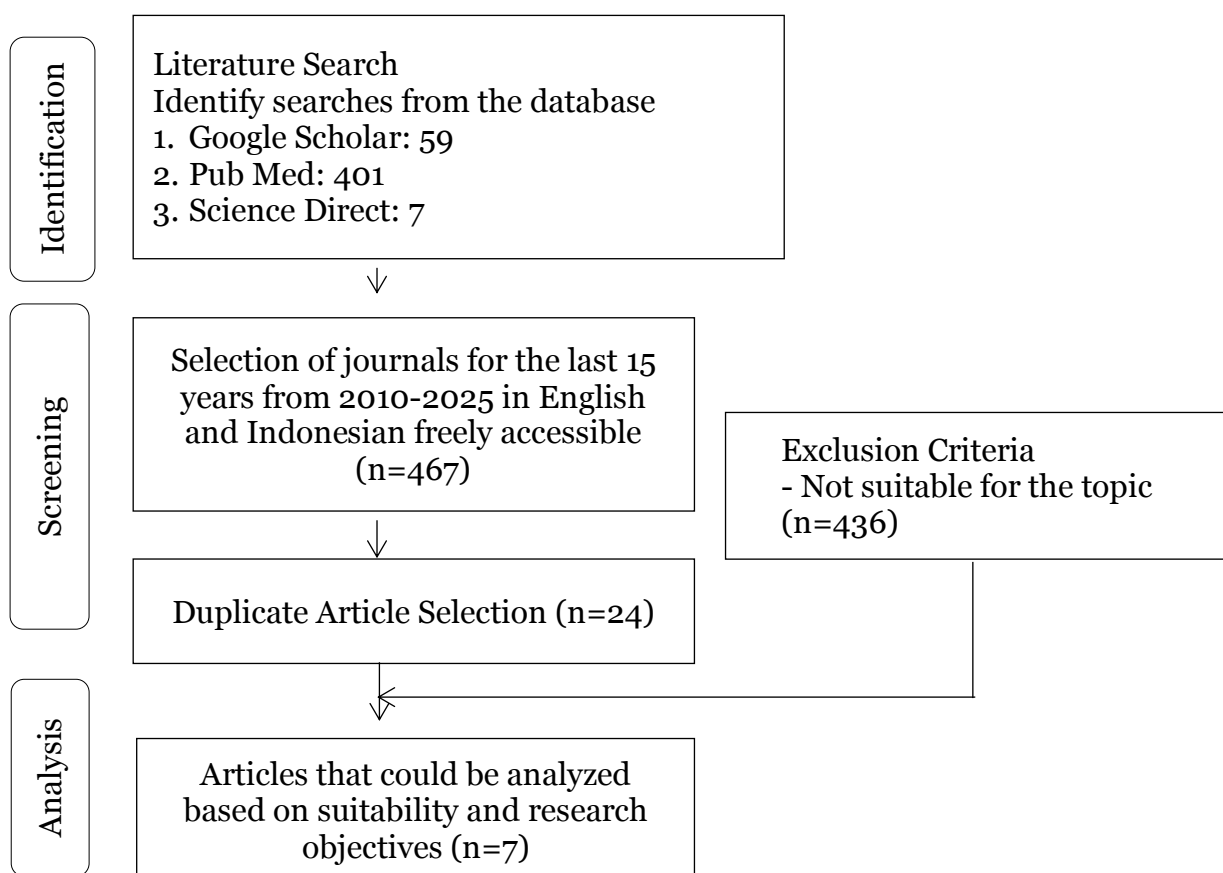 Identification
Literature Search
Identify searches from the database
1. Google Scholar: 59
2. Pub Med: 401
3. Science Direct: 7
Screening
Selection of journals for the last 15
years from 2010-2025 in English
and Indonesian freely accessible
(n=467)
Exclusion Criteria
- Not suitable for the topic
(n=436)
Duplicate Article Selection (n=24)
Analysis
Articles that could be analyzed
based on suitability and research
objectives (n=7)